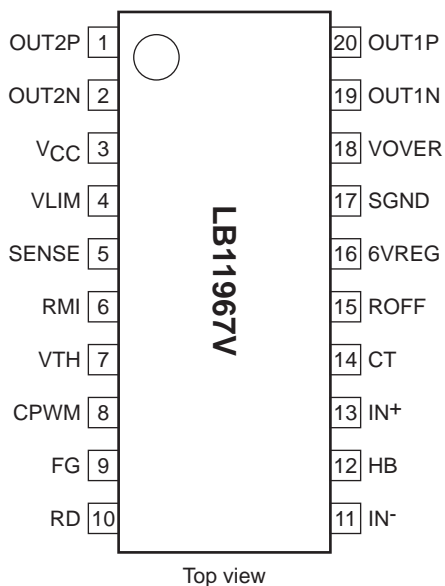 OUT2P 1 20 OUT1P
OUT2N 2 19 OUT1N
VCC 3 18 VOVER
VLIM 4 17 SGND
SENSE 5 16 6VREG
RMI 6 15 ROFF
VTH 7 14 CT
CPWM 8 13 IN+
FG 9 12 HB
RD 10 11 IN-
LB11967V
Top view